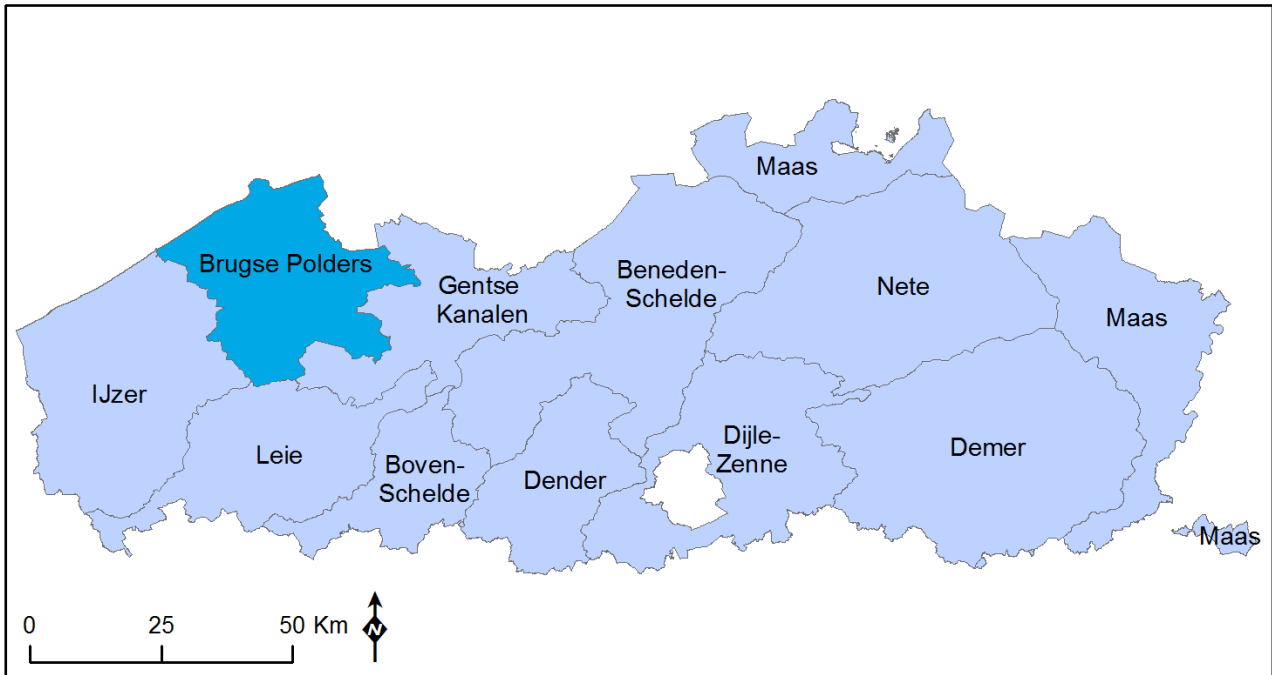 Maas
Brugse Polders
Beneden-
Schelde
Gentse
Kanalen
Nete
Maas
IJzer
Leie
Boven-
Schelde
Dender
Dijle-
Zenne
Demer
Maas
0 25 50 Km
N